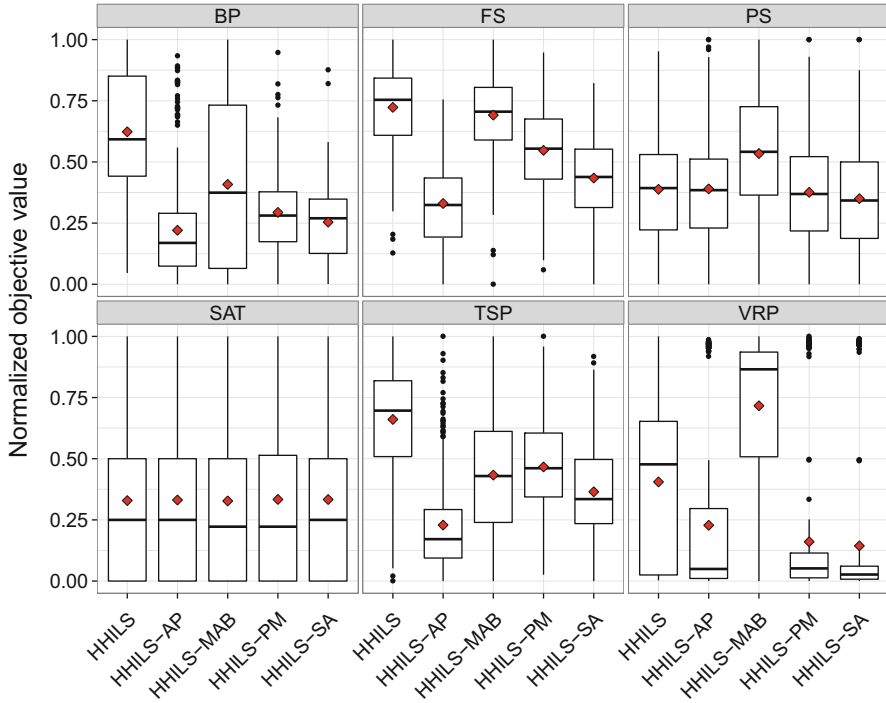 BP
FS
PS
Normalized objective value
1.00
0.75
0.50
0.25
0.00
SAT
TSP
VRP
1.00
0.75
0.50
0.25
0.00
HHILS
HHILS−AP
HHILS−MAB
HHILS−PM
HHILS−SA
HHILS
HHILS−AP
HHILS−MAB
HHILS−PM
HHILS−SA
HHILS
HHILS−AP
HHILS−MAB
HHILS−PM
HHILS−SA